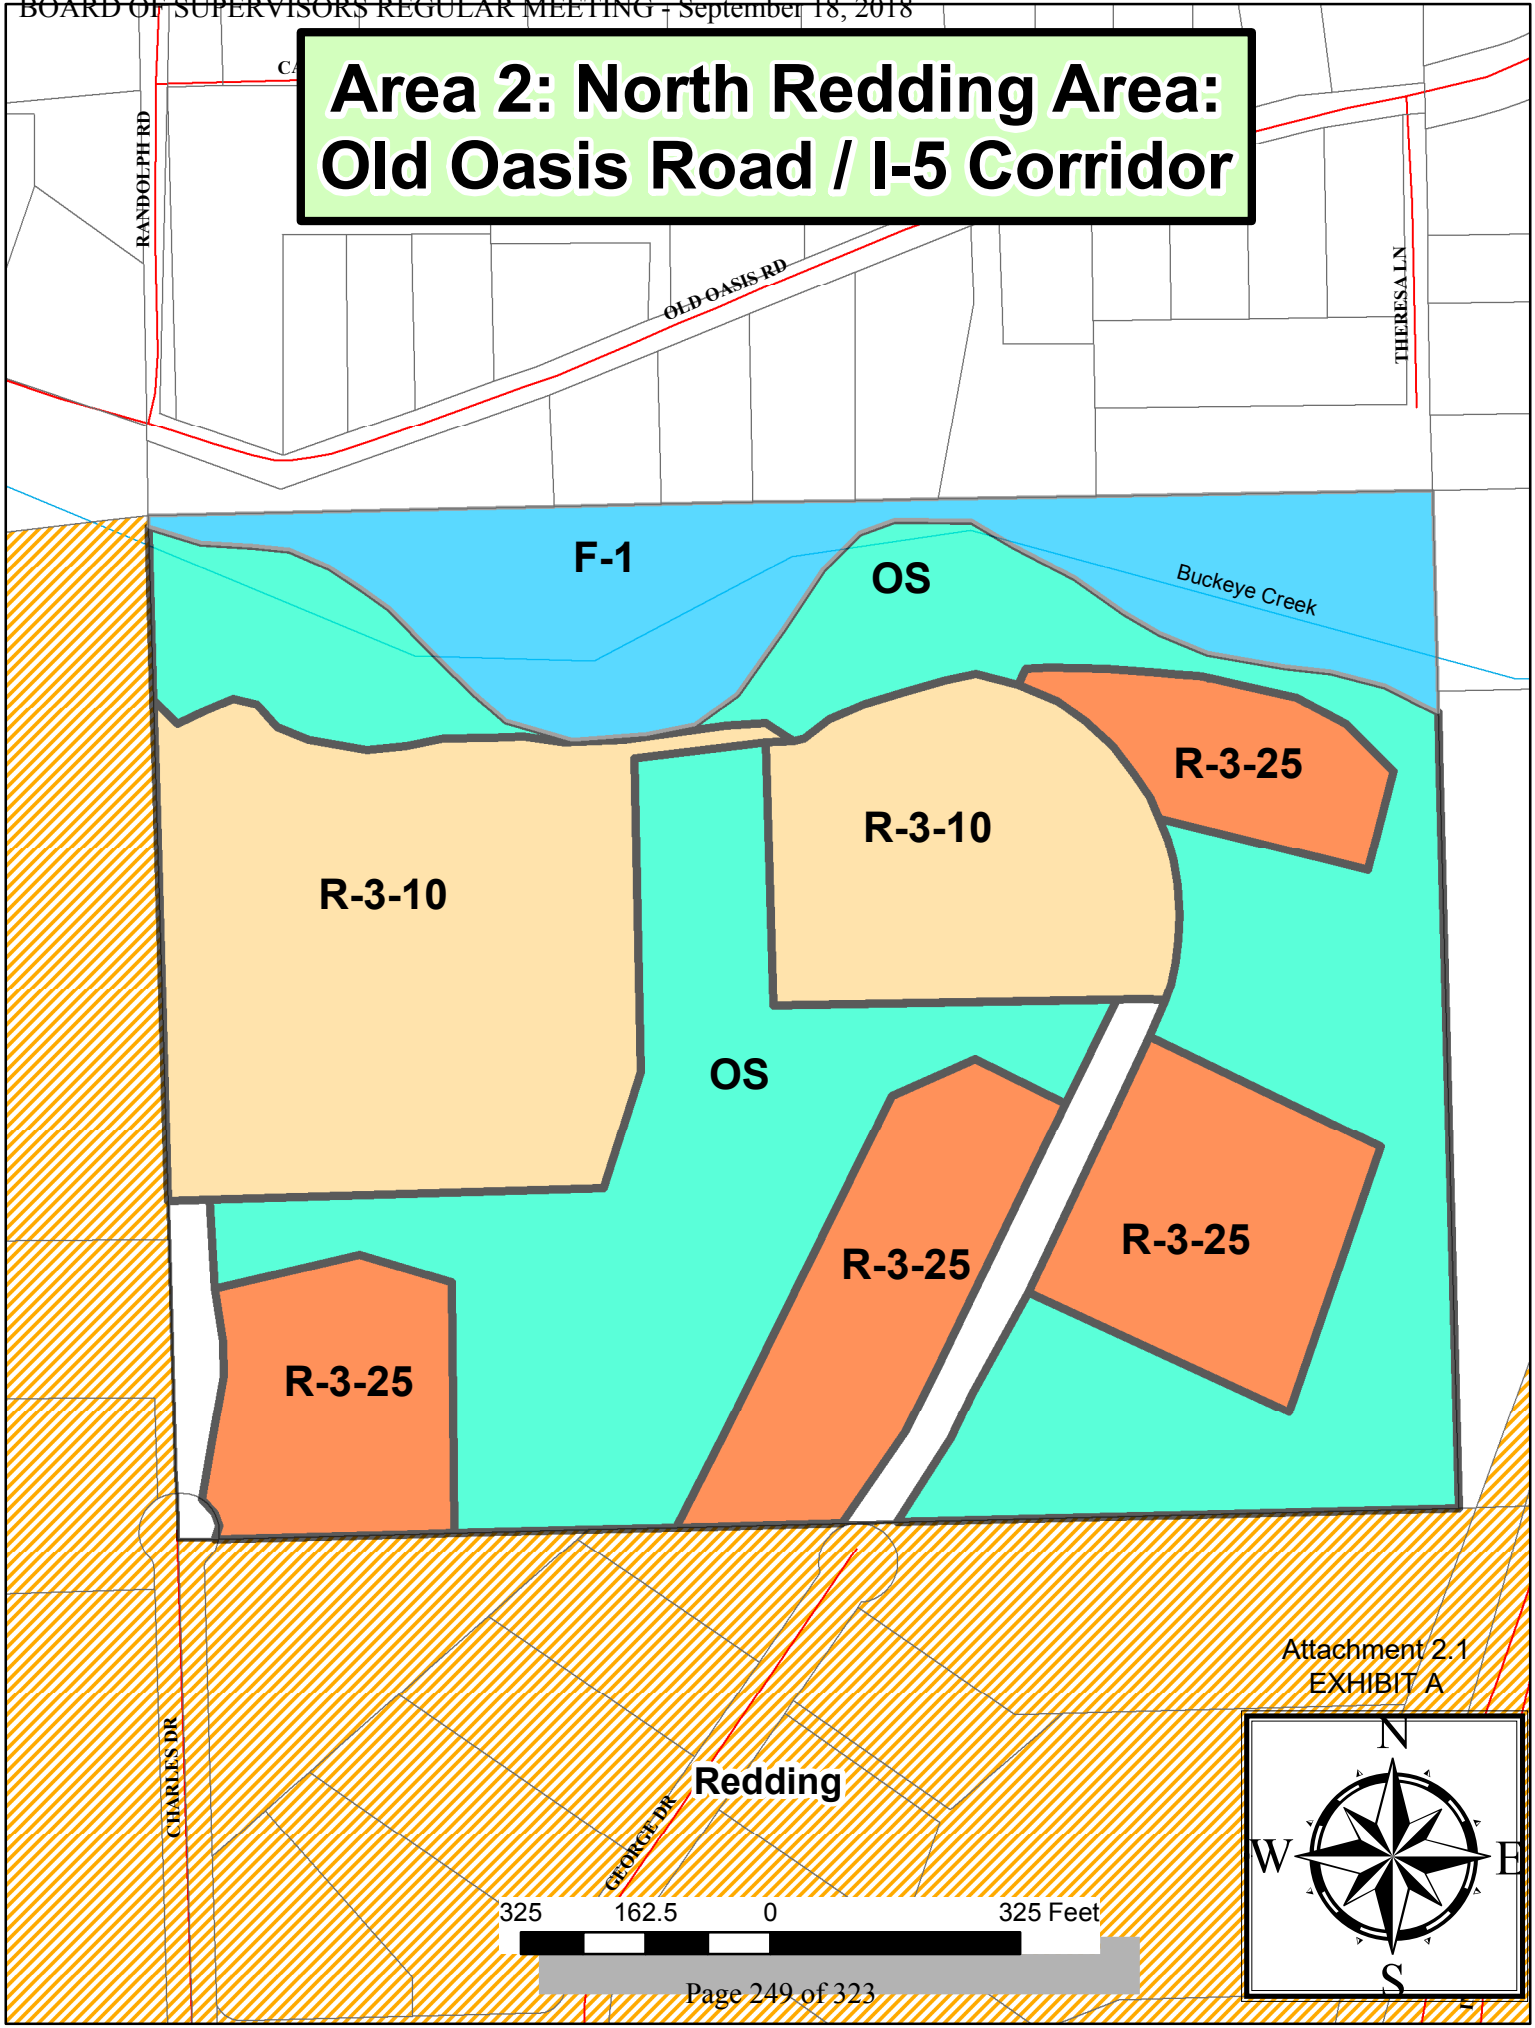 BOARD OF SUPERVISORS REGULAR MEETING - September 18, 2018
CA
Area 2: North Redding Area:
Old Oasis Road / I-5 Corridor
RANDOLPH RD
OLD OASIS RD
THERESA LN
F-1
OS
Buckeye Creek
R-3-25
R-3-10
R-3-10
OS
R-3-25
R-3-25
R-3-25
Attachment 2.1
EXHIBIT A
CHARLES DR
Redding
GEORGE DR
N
W
E
S
325 162.5 0 325 Feet
Page 249 of 323